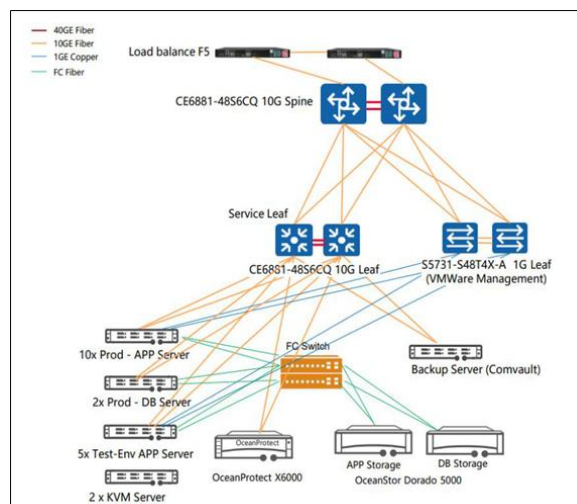 40GE Fiber
10GE Fiber
1GE Copper
FC Fiber
Load balance F5
CE6881-48S6CQ 10G Spine
Service Leaf
CE6881-48S6CQ 10G Leaf
S5731-S48T4X-A 1G Leaf
(VMWare Management)
10x Prod - APP Server
FC Switch
Backup Server (Comvault)
2x Prod - DB Server
5x Test-Env APP Server
OceanProtect
OceanProtect X6000
APP Storage
DB Storage
OceanStor Dorado 5000
2 x KVM Server